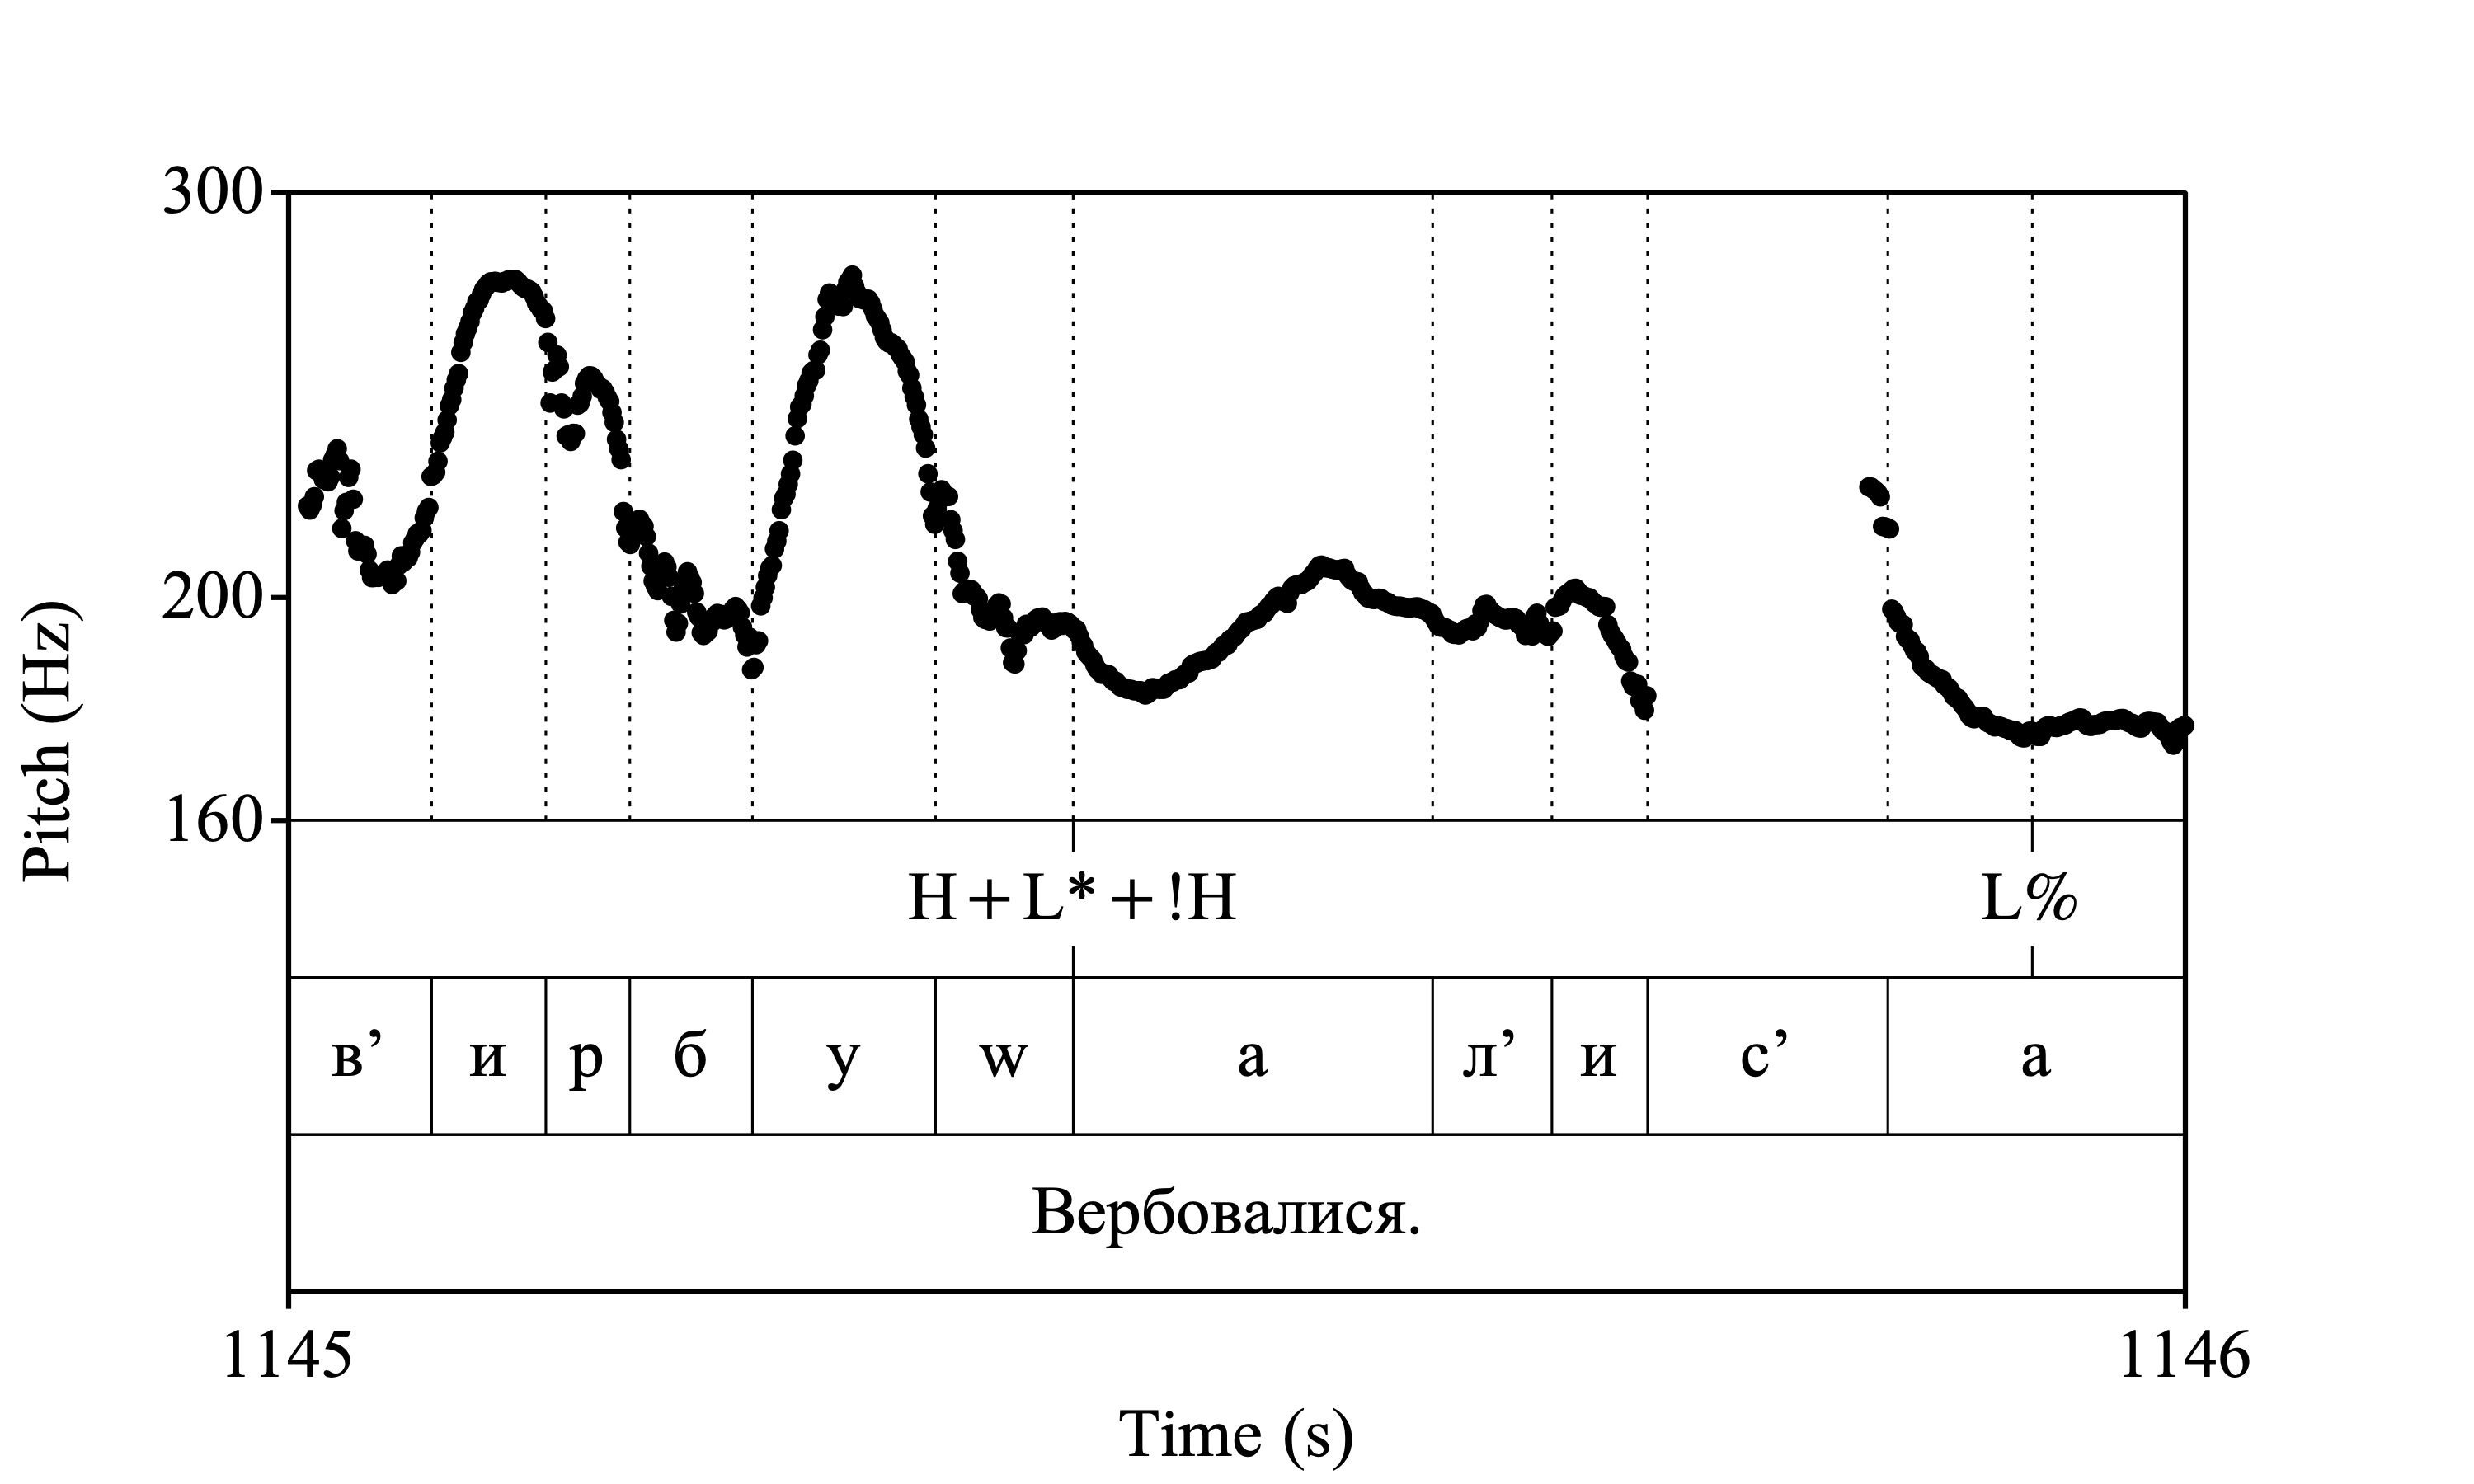 300
200
160
Pitch (Hz)
H+L*+!H L%
в’ и р б у w а л’ и с’ а
Вербовалися.
1145 1146
Time (s)